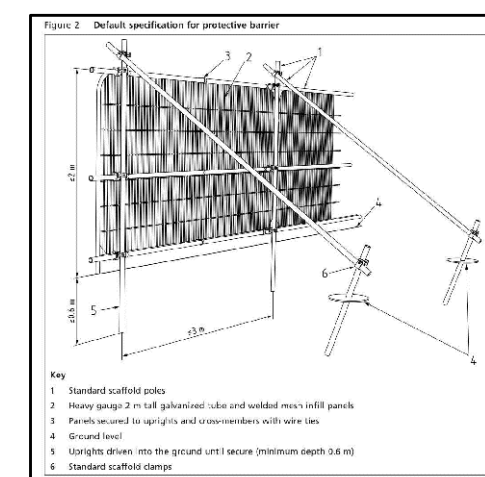 Figure 2 Default specification for protective barrier
3
2
1
≥2 m
4
≥0.6 m
5
6
≤3 m
4
Key
1 Standard scaffold poles
2 Heavy gauge 2 m tall galvanized tube and welded mesh infill panels
3 Panels secured to uprights and cross-members with wire ties
4 Ground level
5 Uprights driven into the ground until secure (minimum depth 0.6 m)
6 Standard scaffold clamps